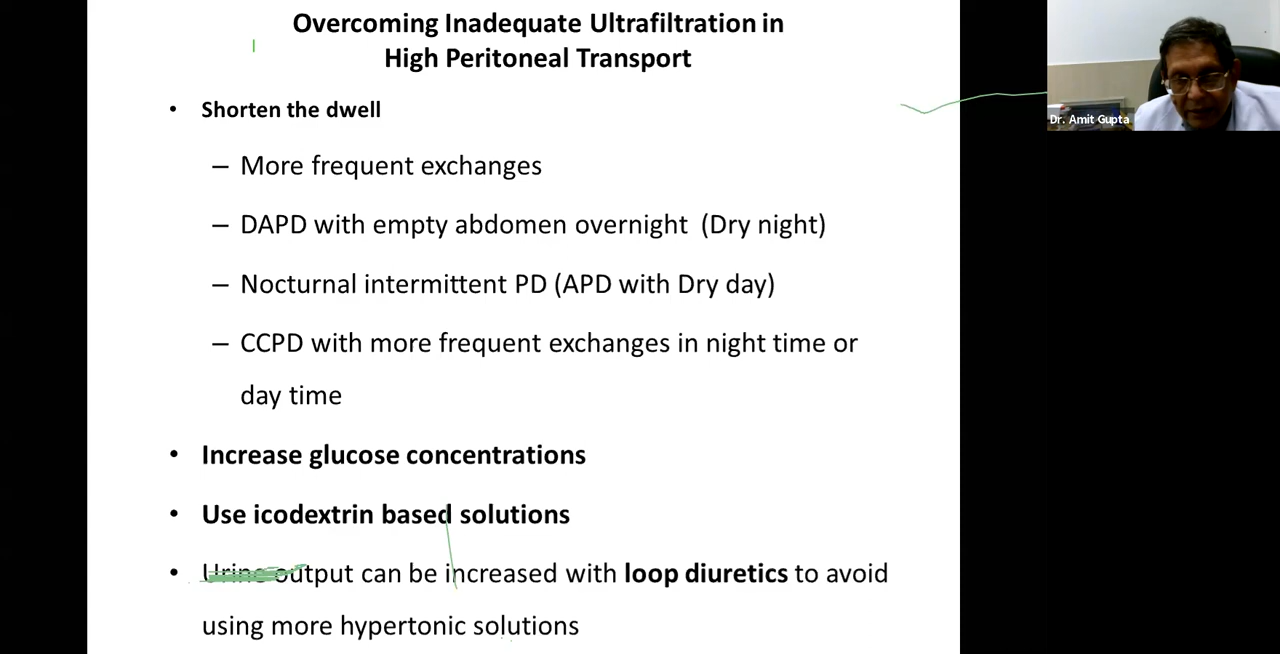 Overcoming Inadequate Ultrafiltration in
High Peritoneal Transport
• Shorten the dwell
– More frequent exchanges
– DAPD with empty abdomen overnight (Dry night)
– Nocturnal intermittent PD (APD with Dry day)
– CCPD with more frequent exchanges in night time or
day time
• Increase glucose concentrations
• Use icodextrin based solutions
• Urine output can be increased with loop diuretics to avoid
using more hypertonic solutions
Dr. Amit Gupta